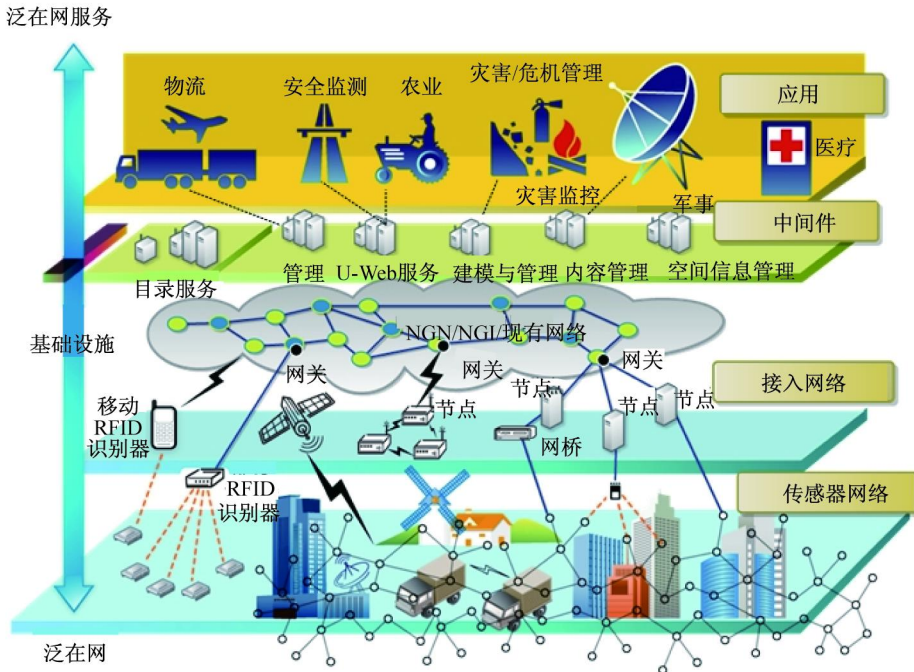 泛在网服务
物流
安全监测
农业
灾害/危机管理
应用
医疗
灾害监控
军事
中间件
目录服务
管理
U-Web服务
建模与管理
内容管理
空间信息管理
基础设施
NGN/NGI/现有网络
网关
网关
网关
接入网络
移动
RFID
识别器
节点
节点
节点
节点
网桥
RFID
识别器
传感器网络
泛在网